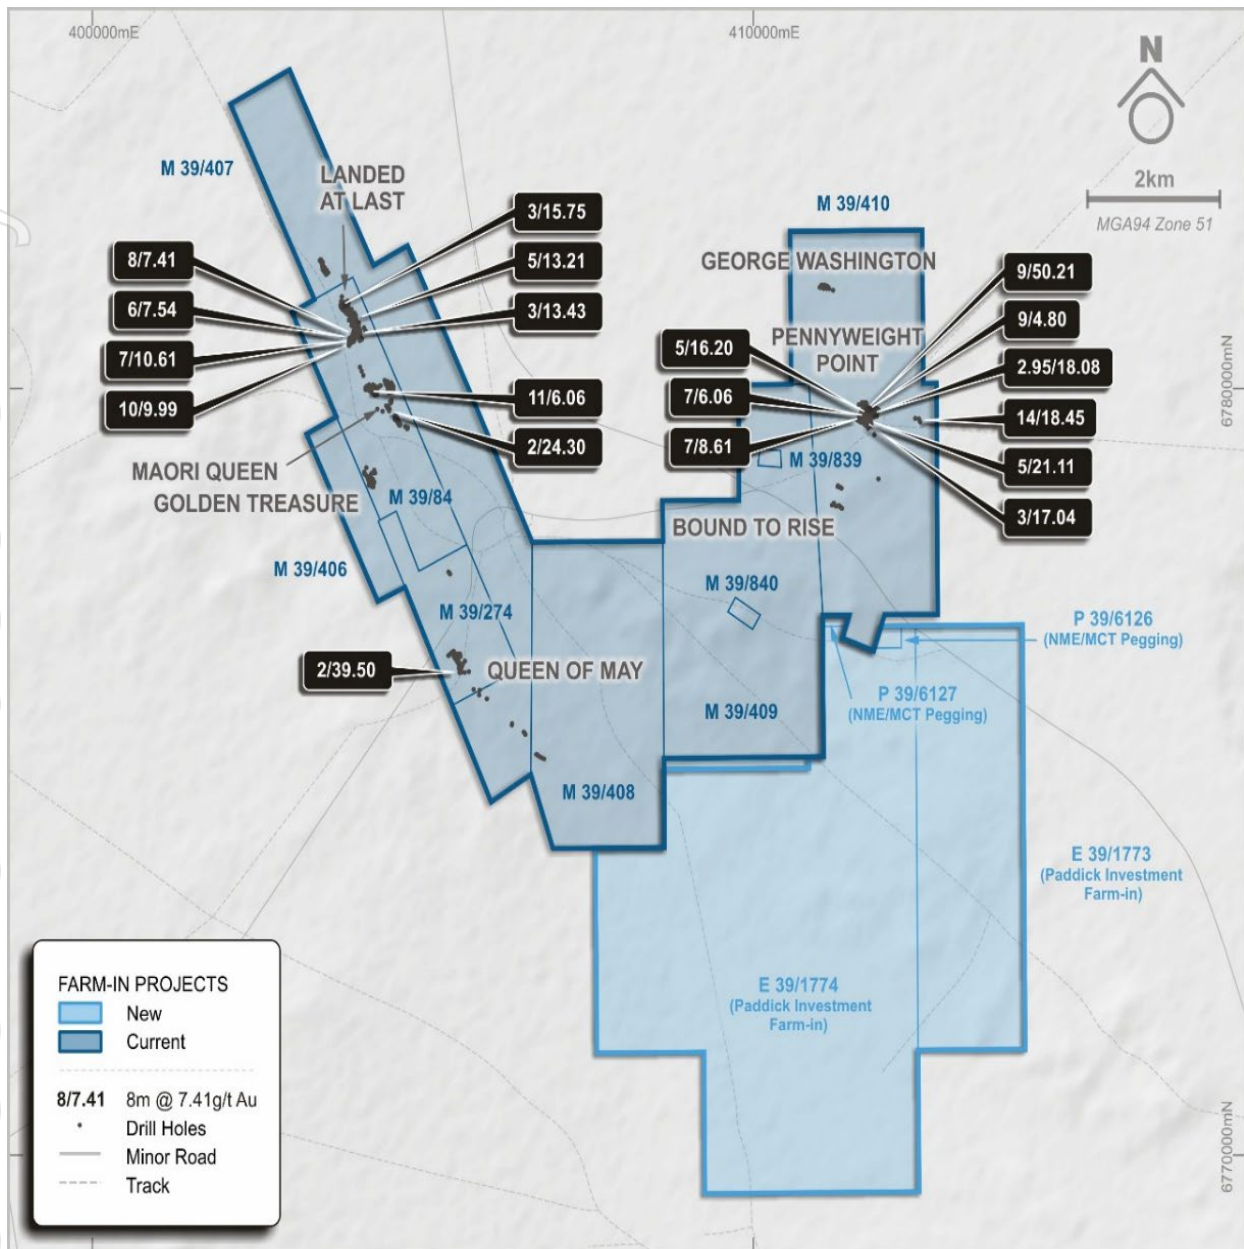 400000mE
410000mE
N
2km
MGA94 Zone 51
M 39/407
LANDED
AT LAST
M 39/410
3/15.75
8/7.41
5/13.21
GEORGE WASHINGTON
9/50.21
6/7.54
3/13.43
9/4.80
5/16.20
PENNYWEIGHT
POINT
7/10.61
2.95/18.08
6780000mN
10/9.99
11/6.06
7/6.06
14/18.45
2/24.30
7/8.61
MAORI QUEEN
M 39/839
5/21.11
GOLDEN TREASURE
M 39/84
3/17.04
BOUND TO RISE
M 39/406
M 39/840
M 39/274
P 39/6126
(NME/MCT Pegging)
2/39.50
QUEEN OF MAY
P 39/6127
(NME/MCT Pegging)
M 39/409
M 39/408
E 39/1773
(Paddick Investment
Farm-in)
E 39/1774
(Paddick Investment
Farm-in)
6770000mN
FARM-IN PROJECTS
New
Current
8/7.41 8m @ 7.41g/t Au
Drill Holes
Minor Road
Track